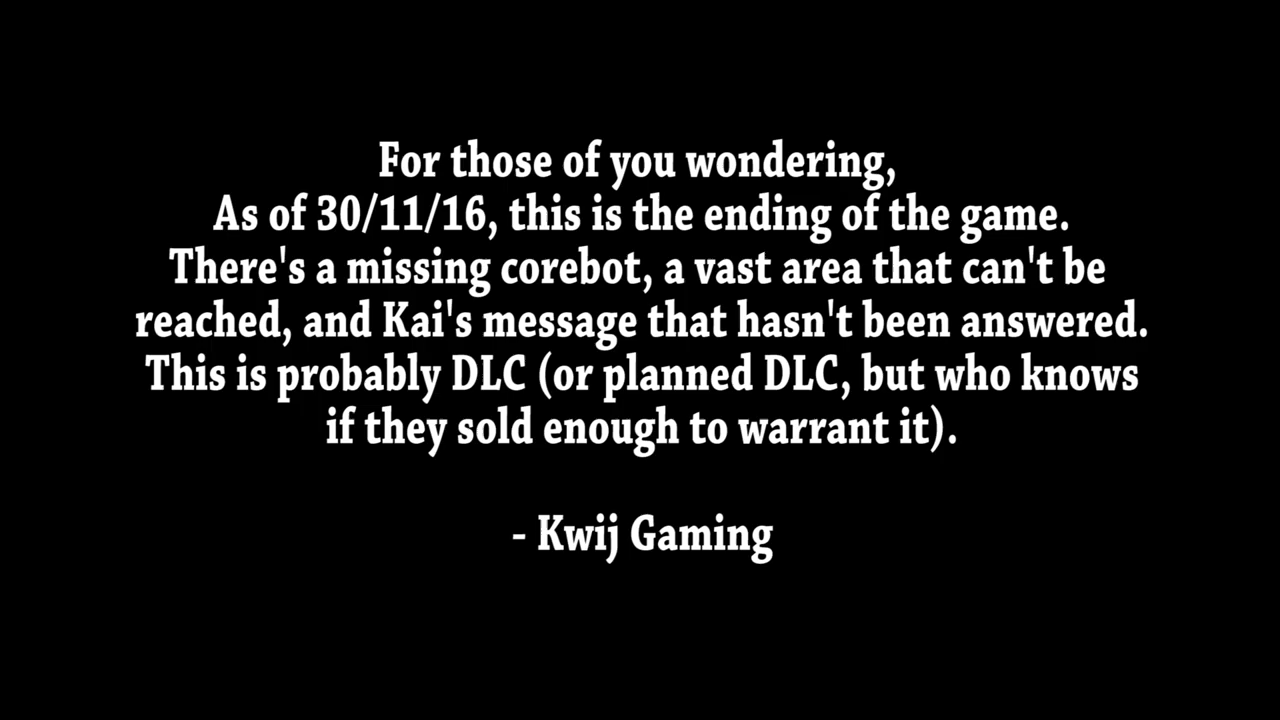 For those of you wondering,
As of 30/11/16, this is the ending of the game.
There's a missing corebot, a vast area that can't be
reached, and Kai's message that hasn't been answered.
This is probably DLC (or planned DLC, but who knows
if they sold enough to warrant it).
- Kwij Gaming